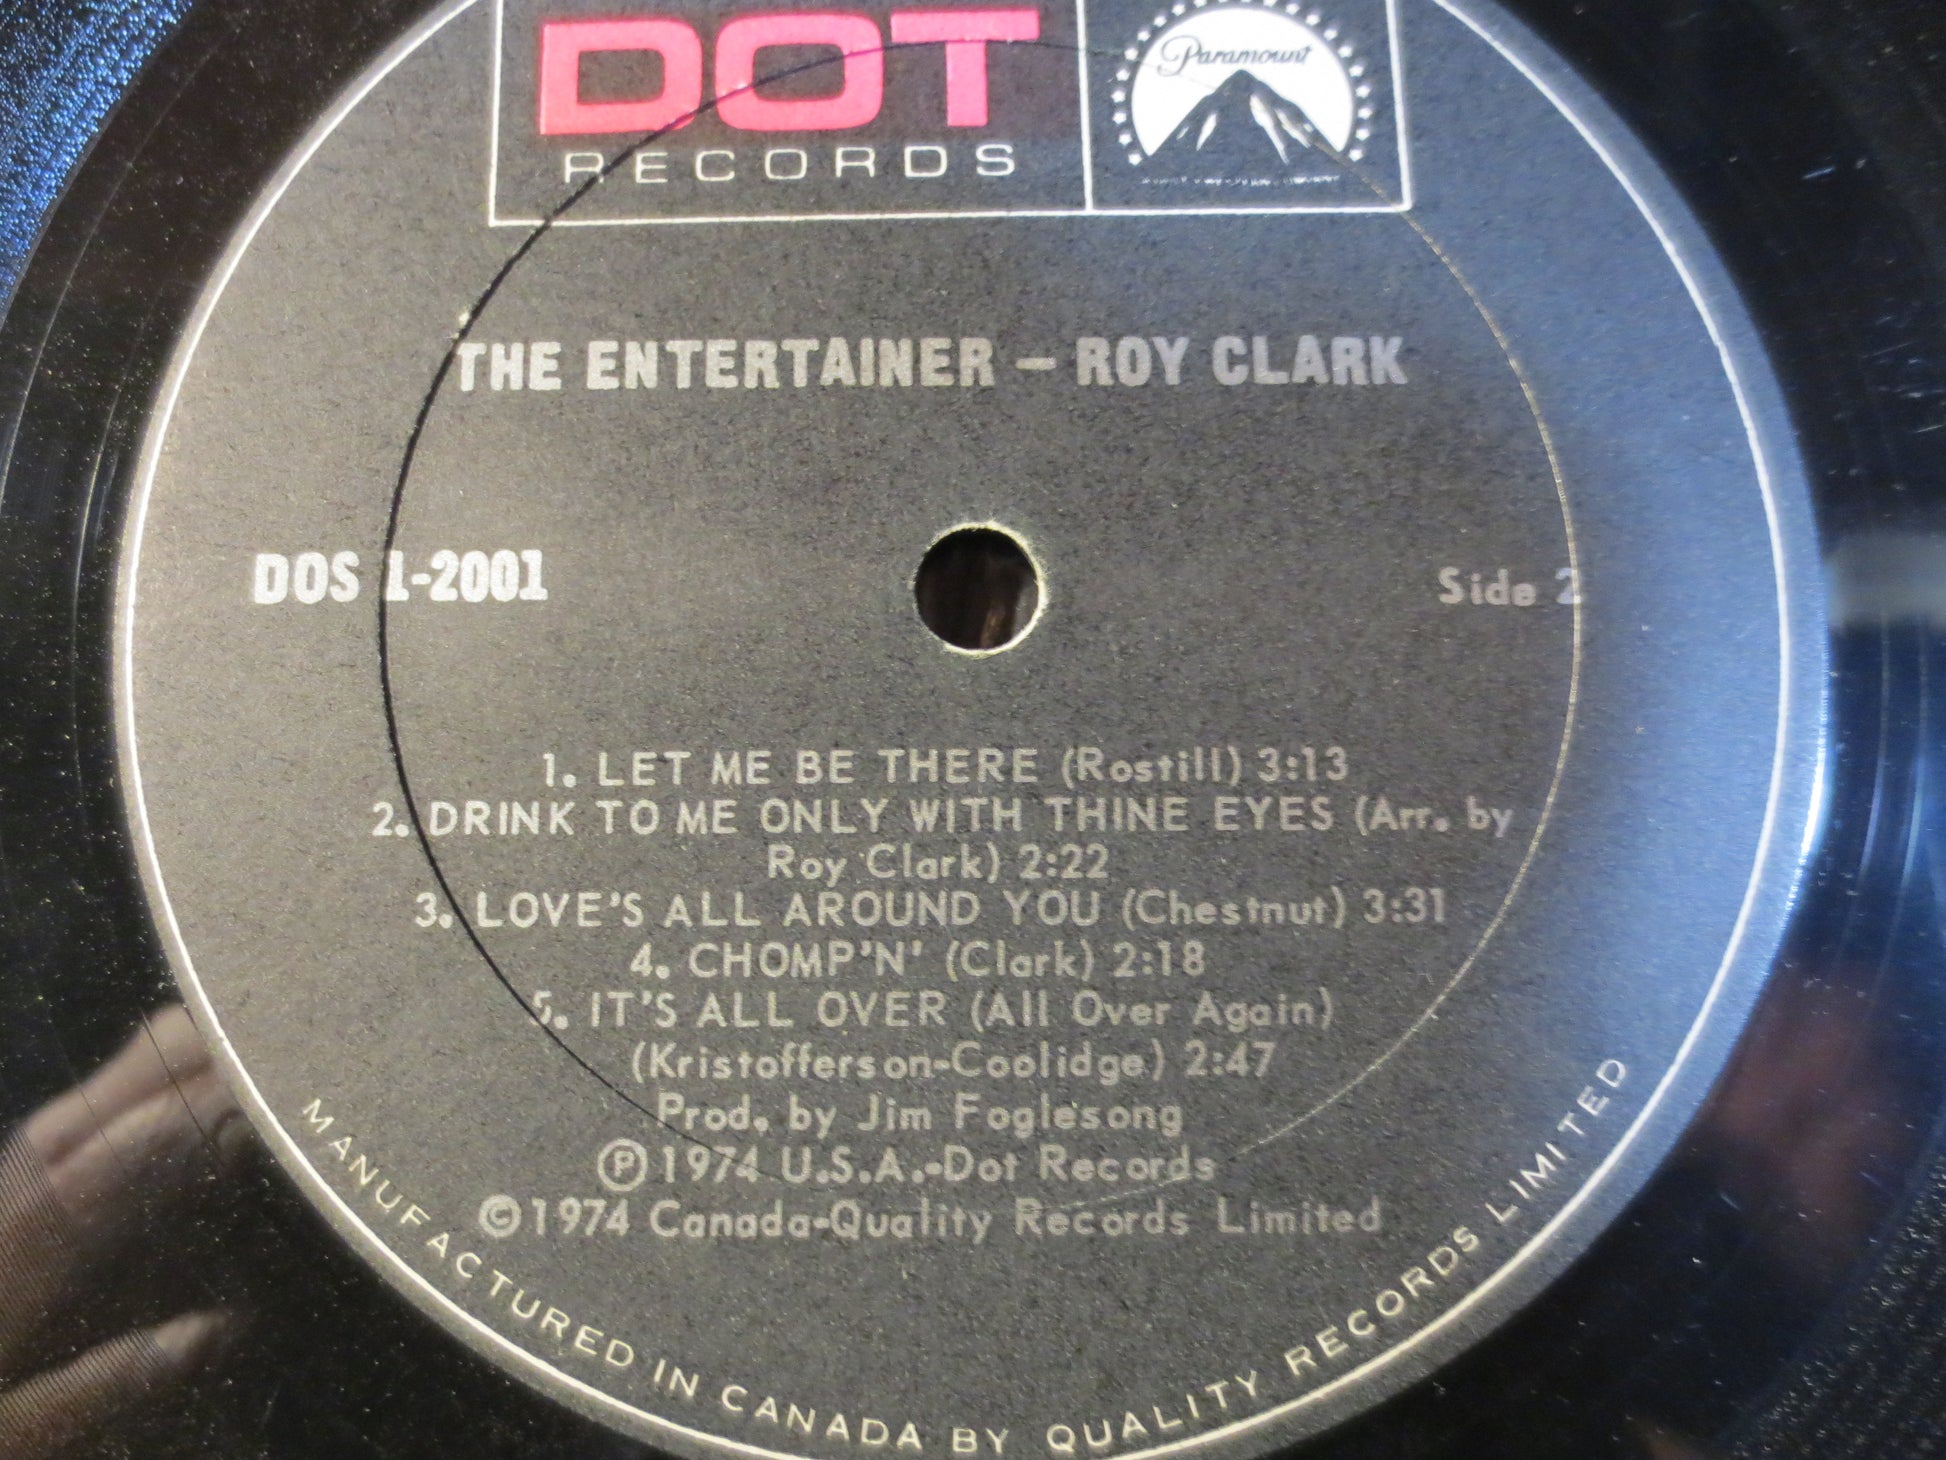 DOT
RECORDS
Paramount
THE ENTERTAINER – ROY CLARK
DOS 1-2001
Side 2
1. LET ME BE THERE (Rostill) 3:13
2. DRINK TO ME ONLY WITH THINE EYES (Arr. by
Roy Clark) 2:22
3. LOVE'S ALL AROUND YOU (Chestnut) 3:31
4. CHOMP'N' (Clark) 2:18
5. IT'S ALL OVER (All Over Again)
(Kristofferson-Coolidge) 2:47
Prod. by Jim Foglesong
Ⓟ1974 U.S.A.-Dot Records
©1974 Canada-Quality Records Limited
MANUFACTURED IN CANADA BY QUALITY RECORDS LIMITED